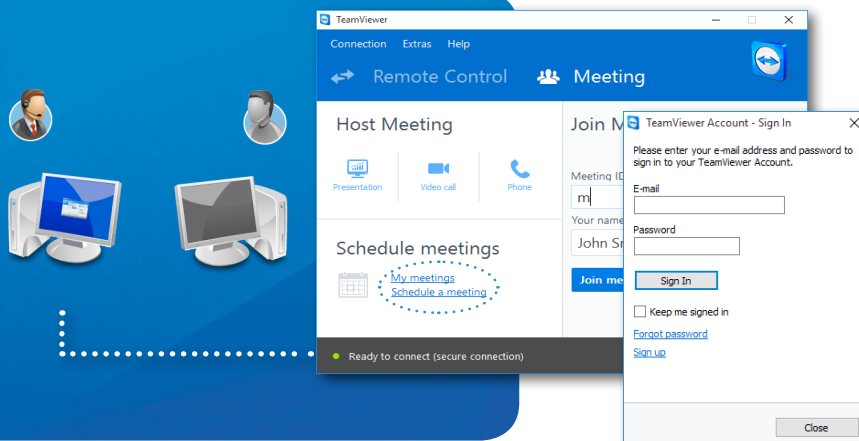 TeamViewer
Connection Extras Help
Remote Control Meeting
Host Meeting
Presentation Video call Phone
Schedule meetings
My meetings
Schedule a meeting
Join M
Meeting ID
m
Your name
John Sm
Join me
Ready to connect (secure connection)
TeamViewer Account - Sign In
Please enter your e-mail address and password to
sign in to your TeamViewer Account.
E-mail
Password
Sign In
Keep me signed in
Forgot password
Sign up
Close